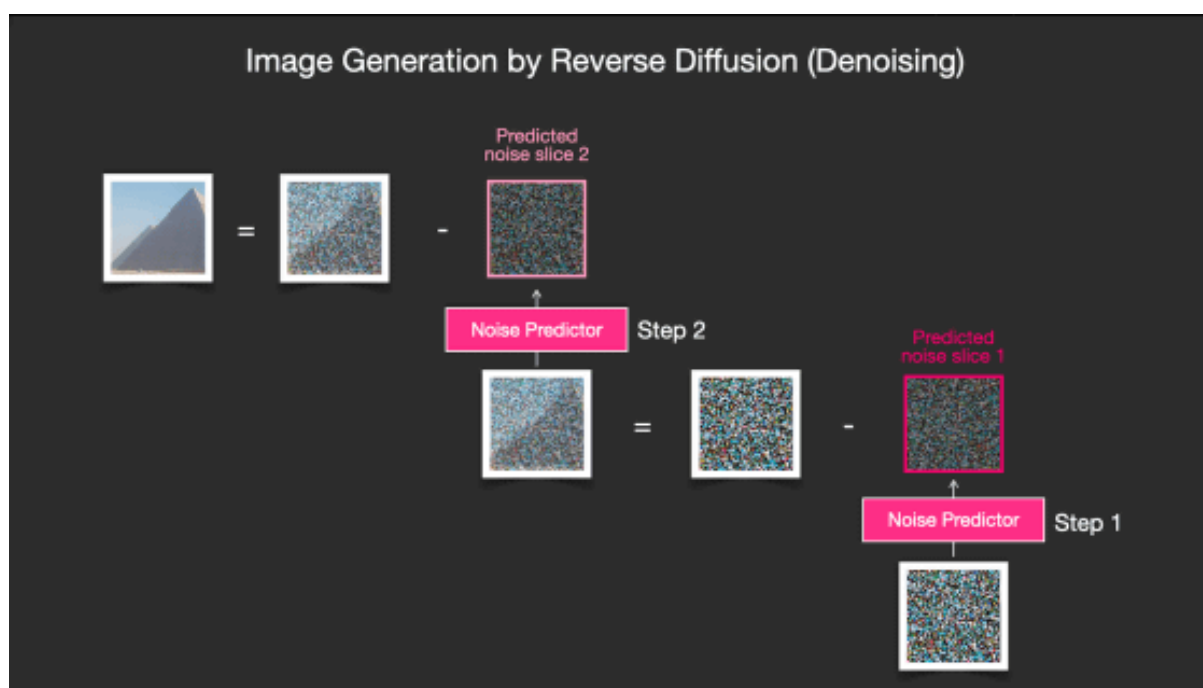 Image Generation by Reverse Diffusion (Denoising)
Predicted
noise slice 2
=
-
Noise Predictor
Step 2
Predicted
noise slice 1
=
-
Noise Predictor
Step 1